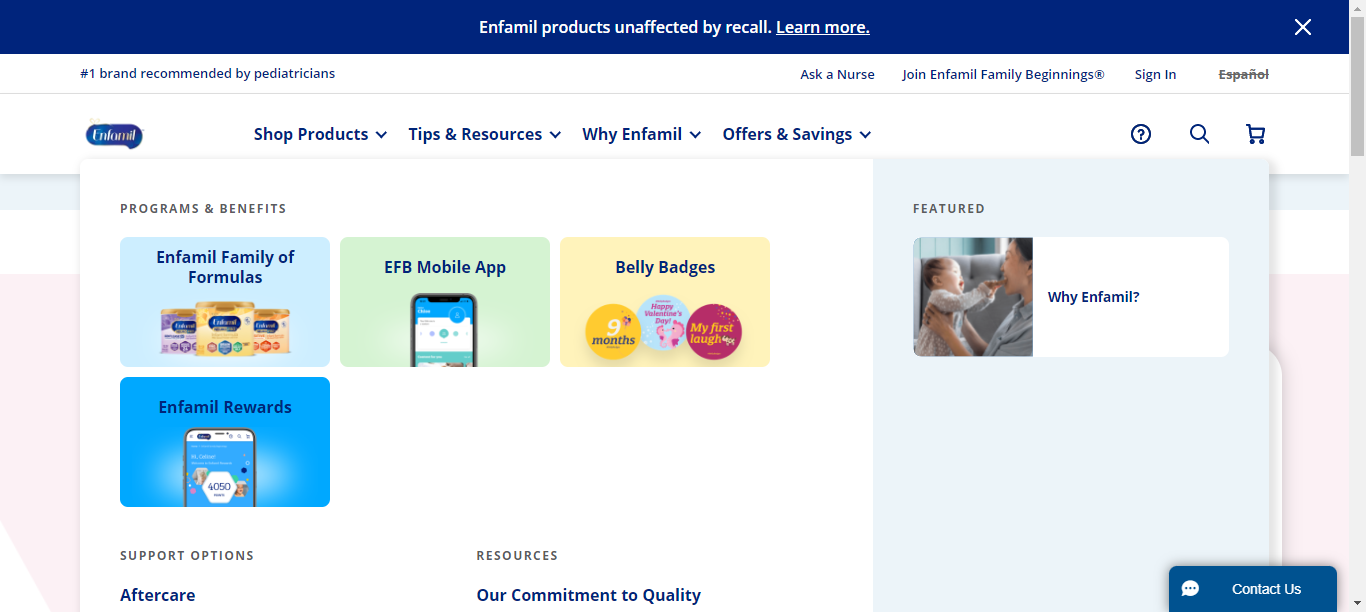 Enfamil products unaffected by recall. Learn more.
#1 brand recommended by pediatricians
Ask a Nurse
Join Enfamil Family Beginnings®
Sign In
Español
Enfamil
Shop Products
Tips & Resources
Why Enfamil
Offers & Savings
PROGRAMS & BENEFITS
Enfamil Family of
Formulas
Enfamil
Enfamil
Enfamil
EFB Mobile App
Belly Badges
9
months
Happy
Valentine's
Day!
My first
laugh
Enfamil Rewards
4050
FEATURED
Why Enfamil?
SUPPORT OPTIONS
Aftercare
RESOURCES
Our Commitment to Quality
Contact Us